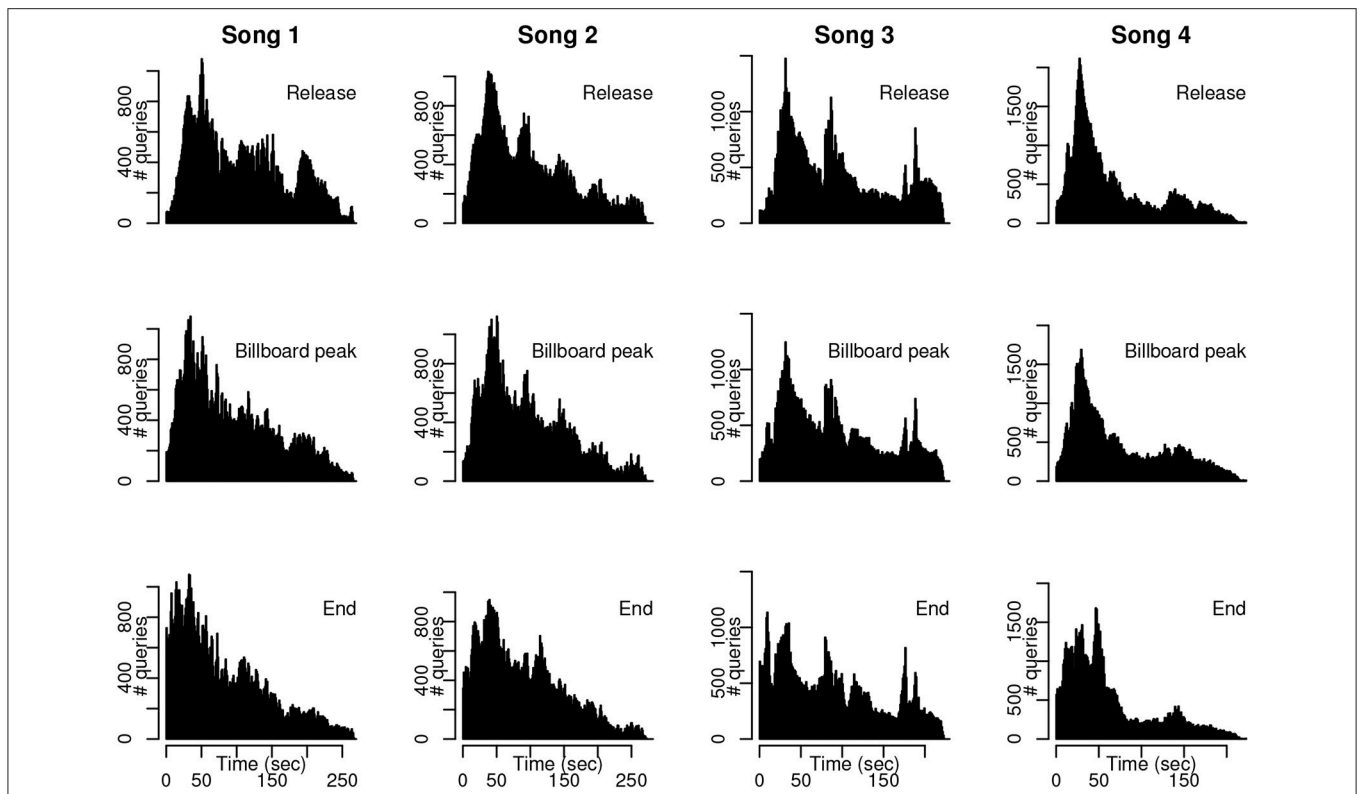 Song 1 Song 2 Song 3 Song 4
Release Release Release Release
# queries # queries # queries # queries
0 400 800 0 400 800 0 500 1000 0 500 1500
Billboard peak Billboard peak Billboard peak Billboard peak
# queries # queries # queries # queries
0 400 800 0 400 800 0 500 1000 0 500 1500
End End End End
# queries # queries # queries # queries
0 400 800 0 400 800 0 500 1000 0 500 1500
Time (sec) Time (sec) Time (sec) Time (sec)
0 50 150 250 0 50 150 250 0 50 150 0 50 150